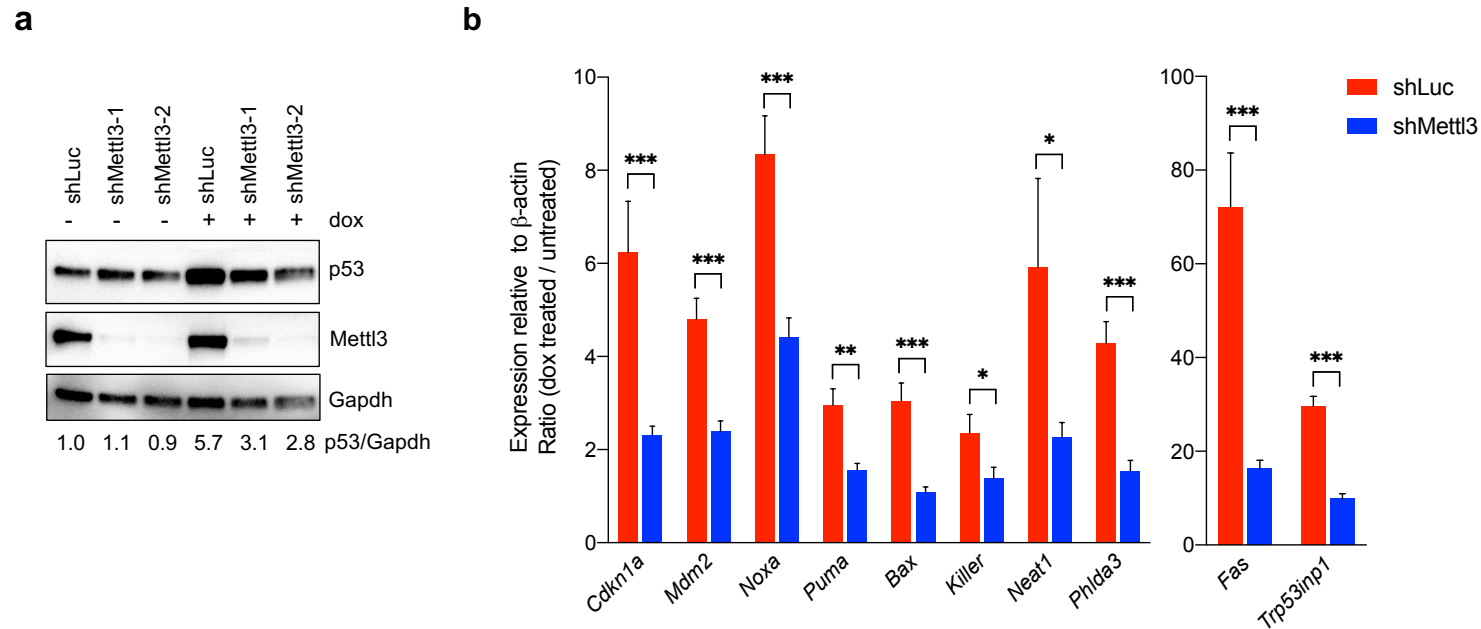 a
shLuc
shMettl3-1
shMettl3-2
shLuc
shMettl3-1
shMettl3-2
- - - + + + dox
p53
Mettl3
Gapdh
1.0 1.1 0.9 5.7 3.1 2.8 p53/Gapdh
b
Expression relative to β-actin
Ratio (dox treated / untreated)
10
8
6
4
2
0
***
***
***
**
***
*
*
***
Cdkn1a
Mdm2
Noxa
Puma
Bax
Killer
Neat1
Phlda3
100
80
60
40
20
0
***
***
Fas
Trp53inp1
shLuc
shMettl3